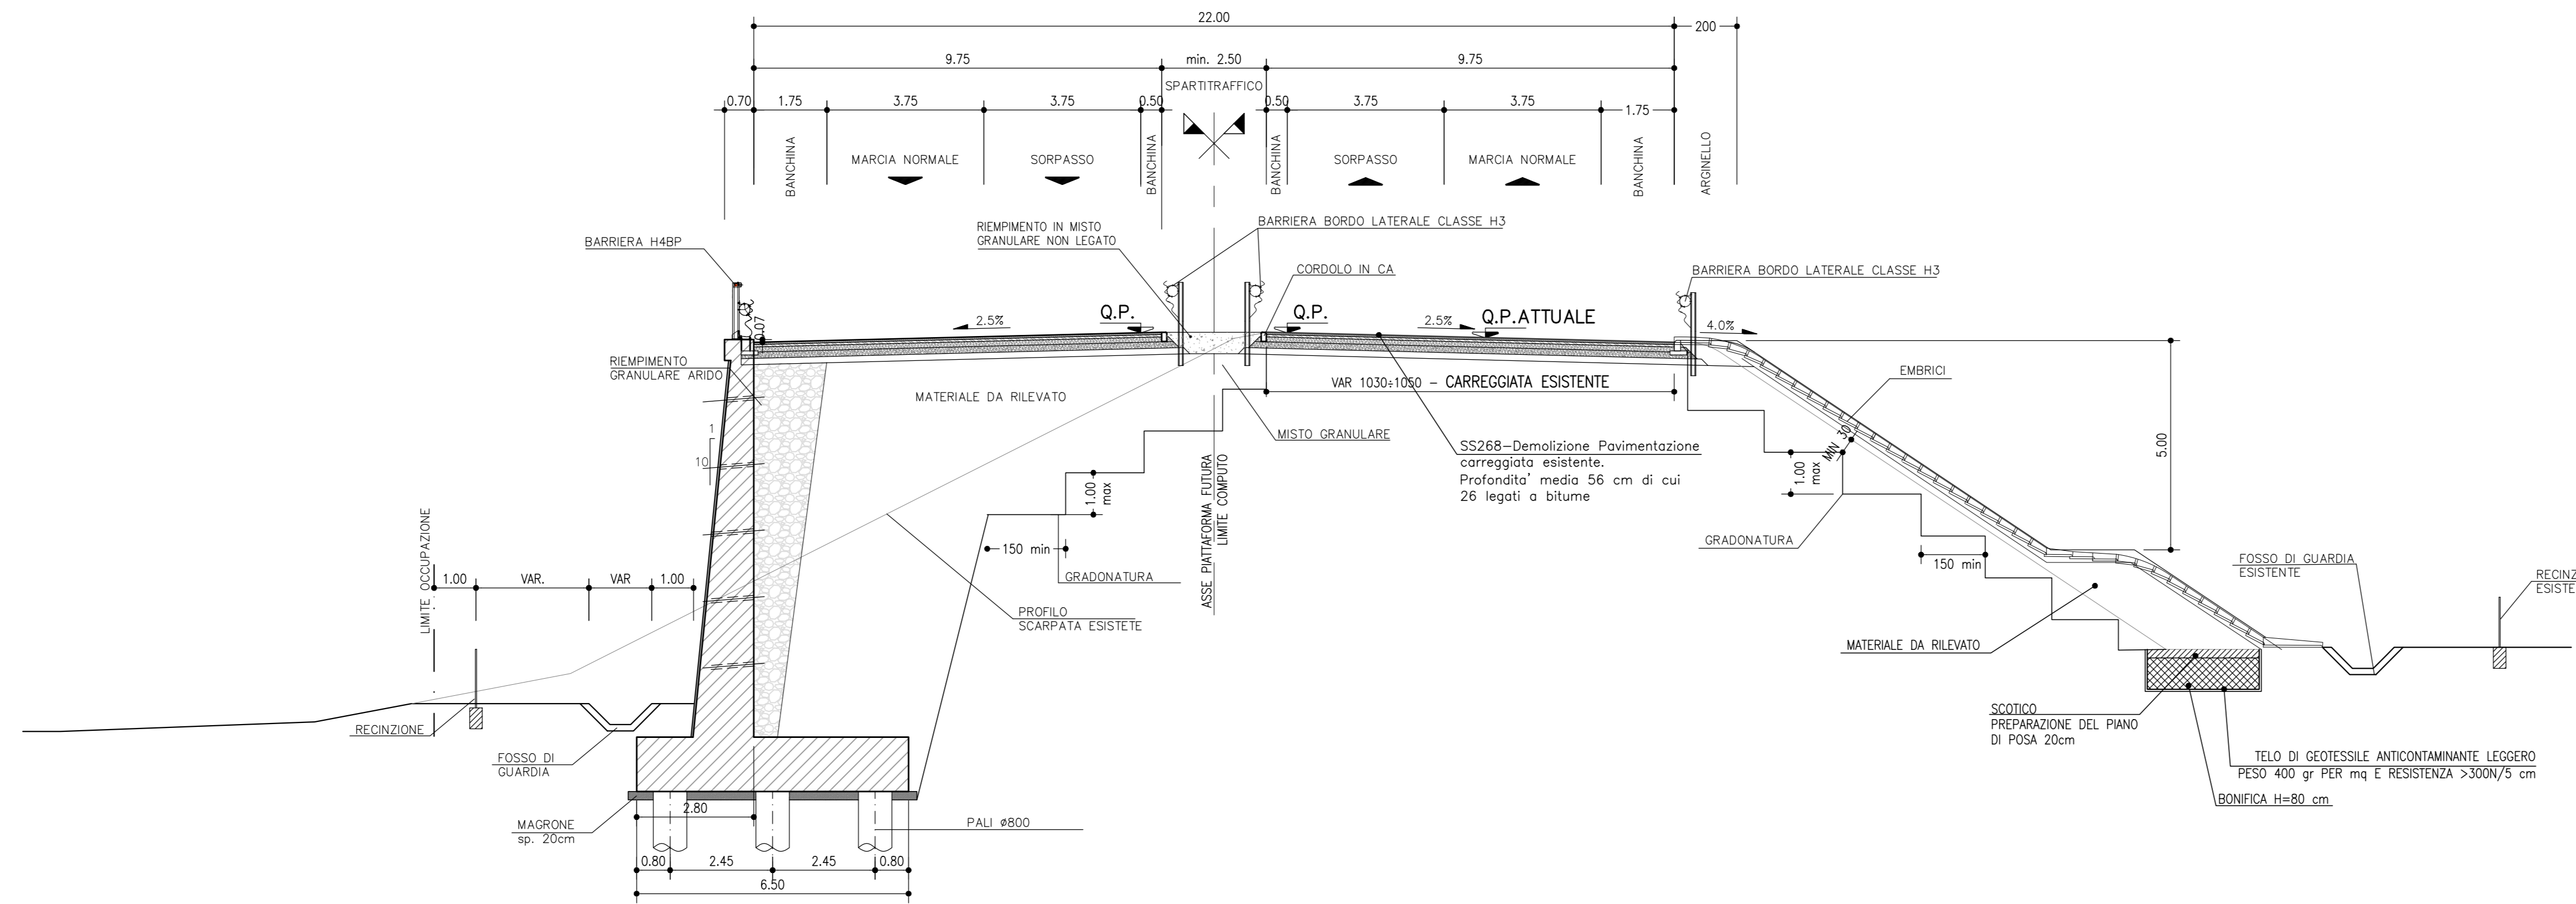 22.00
200
9.75
min. 2.50
9.75
SPARTITRAFFICO
0.70
1.75
3.75
3.75
0.50
0.50
3.75
3.75
1.75
BANCHINA
MARCIA NORMALE
SORPASSO
BANCHINA
BANCHINA
SORPASSO
MARCIA NORMALE
BANCHINA
ARGINELLO
BARRIERA H4BP
RIEMPIMENTO IN MISTO
GRANULARE NON LEGATO
BARRIERA BORDO LATERALE CLASSE H3
CORDOLO IN CA
BARRIERA BORDO LATERALE CLASSE H3
0.07
2.5%
Q.P.
Q.P.
2.5%
Q.P.ATTUALE
4.0%
RIEMPIMENTO
GRANULARE ARIDO
MATERIALE DA RILEVATO
VAR 1030÷1050 - CARREGGIATA ESISTENTE
EMBRICI
MISTO GRANULARE
SS268-Demolizione Pavimentazione
carreggiata esistente.
Profondita' media 56 cm di cui
26 legati a bitume
1
10
1.00
max
ASSE PIATTAFORMA FUTURA
LIMITE COMPUTO
MIN 30
1.00
max
5.00
150 min
GRADONATURA
GRADONATURA
150 min
LIMITE OCCUPAZIONE
1.00
VAR.
VAR
1.00
PROFILO
SCARPATA ESISTETE
FOSSO DI GUARDIA
ESISTENTE
RECINZ
ESISTE
MATERIALE DA RILEVATO
RECINZIONE
FOSSO DI
GUARDIA
SCOTICO
PREPARAZIONE DEL PIANO
DI POSA 20cm
TELO DI GEOTESSILE ANTICONTAMINANTE LEGGERO
PESO 400 gr PER mq E RESISTENZA >300N/5 cm
BONIFICA H=80 cm
2.80
MAGRONE
sp. 20cm
PALI ø800
0.80
2.45
2.45
0.80
6.50